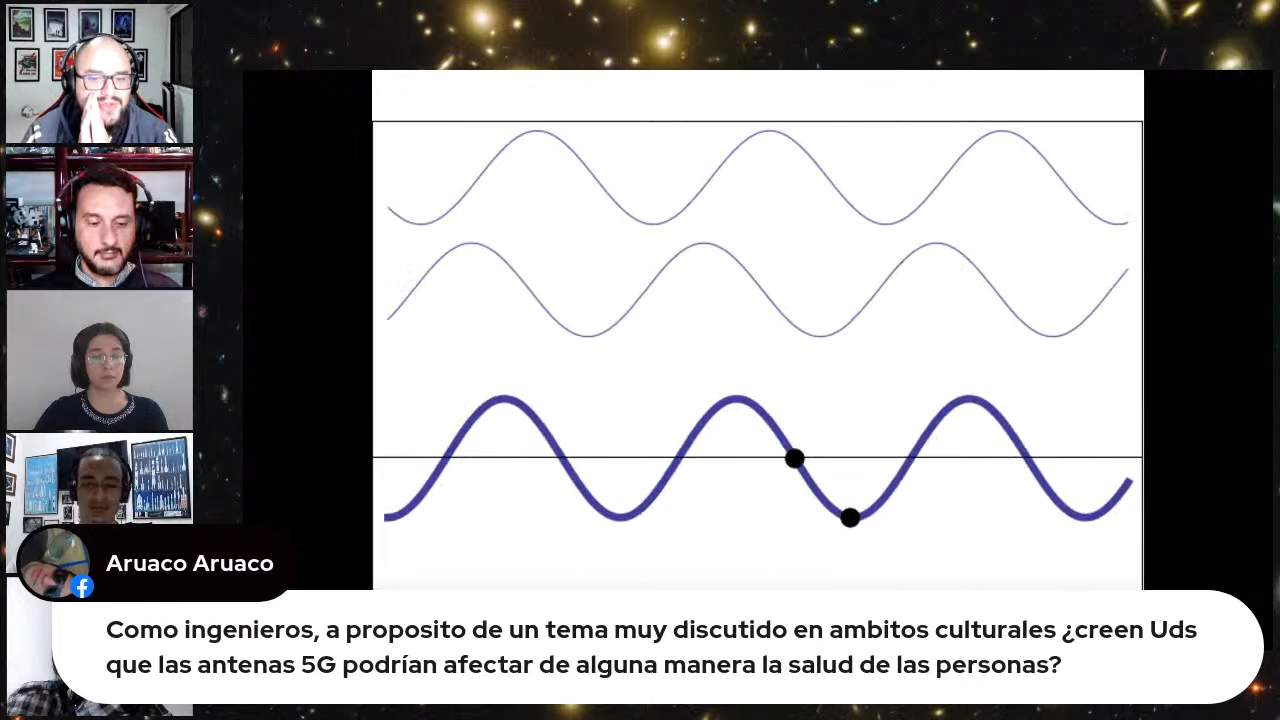 Aruaco Aruaco
Como ingenieros, a proposito de un tema muy discutido en ambitos culturales ¿creen Uds
que las antenas 5G podrían afectar de alguna manera la salud de las personas?